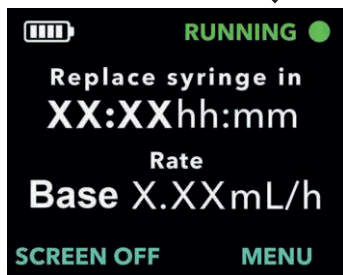 RUNNING
Replace syringe in
XX:XXhh:mm
Rate
Base X.XXmL/h
SCREEN OFF MENU